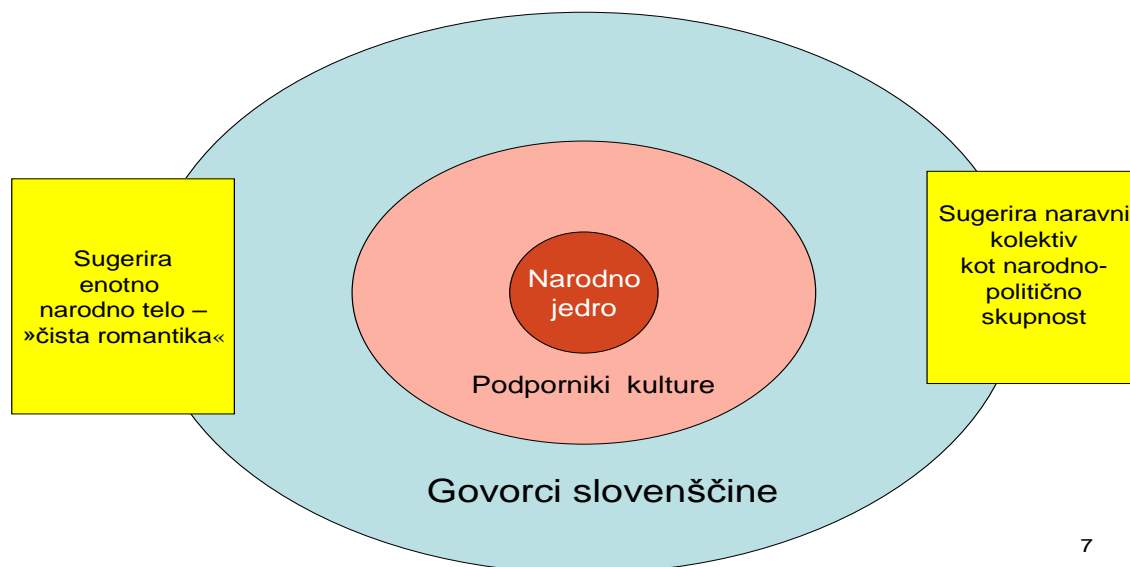 Sugerira
enotno
narodno telo –
»čista romantika«
Narodno
jedro
Podporniki kulture
Govorci slovenščine
Sugerira naravni
kolektiv
kot narodno-
politično
skupnost
7